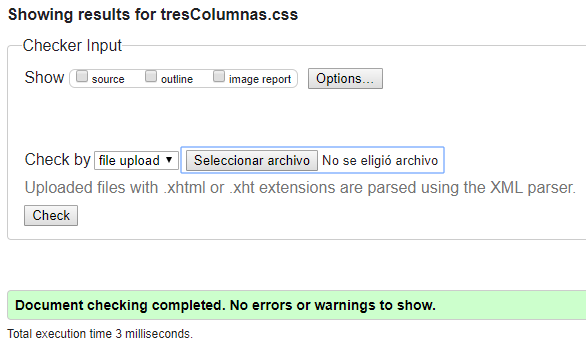 Showing results for tresColumnas.css
Checker Input
Show source outline image report Options...
Check by file upload Seleccionar archivo No se eligió archivo
Uploaded files with .xhtml or .xht extensions are parsed using the XML parser.
Check
Document checking completed. No errors or warnings to show.
Total execution time 3 milliseconds.